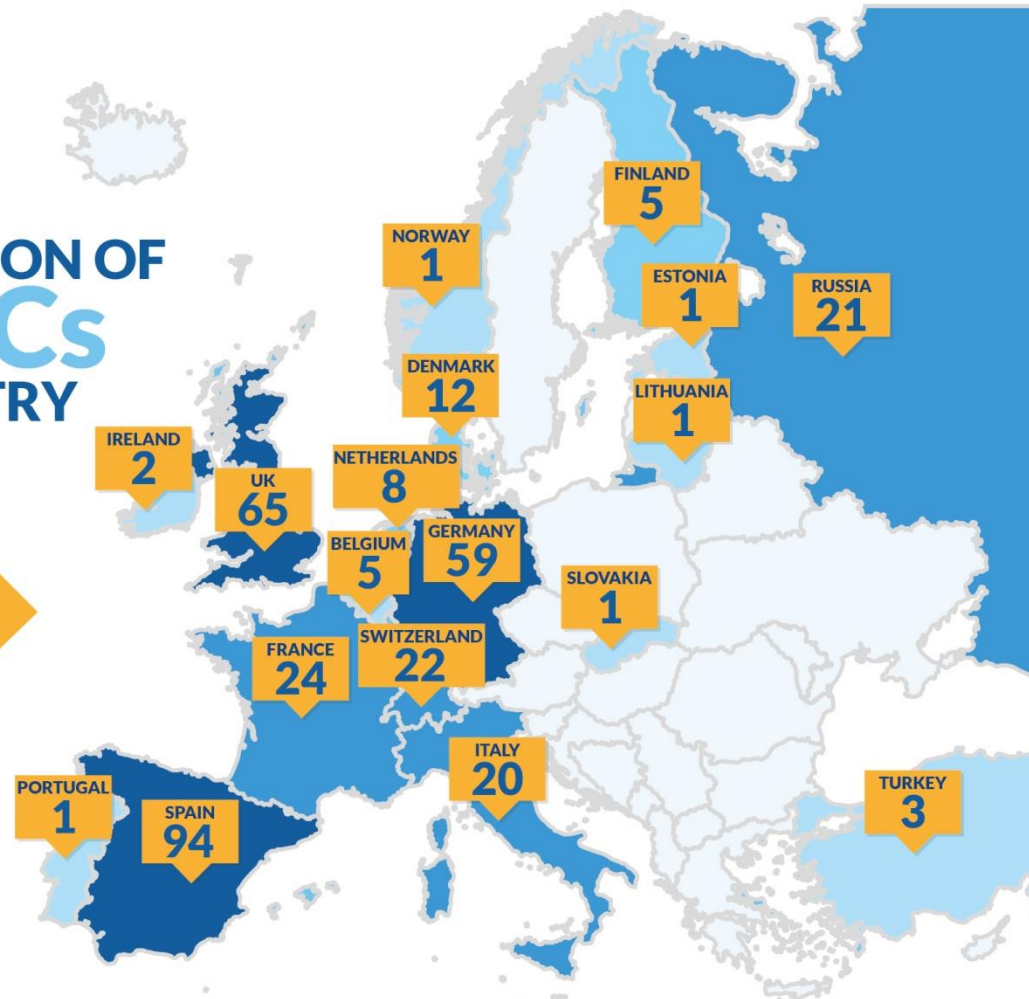 ON OF
Cs
TRY
FINLAND
5
NORWAY
1
ESTONIA
1
RUSSIA
21
DENMARK
12
LITHUANIA
1
IRELAND
2
NETHERLANDS
8
UK
65
GERMANY
59
BELGIUM
5
SLOVAKIA
1
SWITZERLAND
22
FRANCE
24
ITALY
20
PORTUGAL
1
SPAIN
94
TURKEY
3